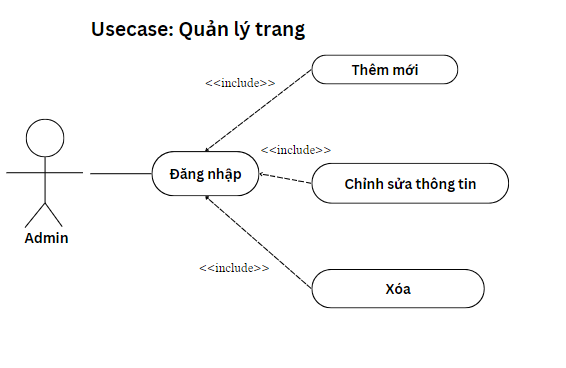 Usecase: Quản lý trang
Thêm mới
<<include>>
<<include>>
Đăng nhập
Chỉnh sửa thông tin
Admin
<<include>>
Xóa